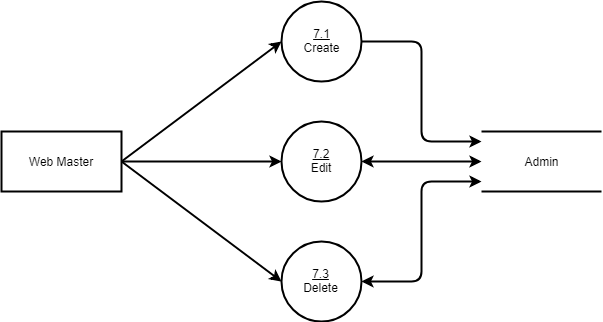 7.1
Create
Web Master
7.2
Edit
Admin
7.3
Delete